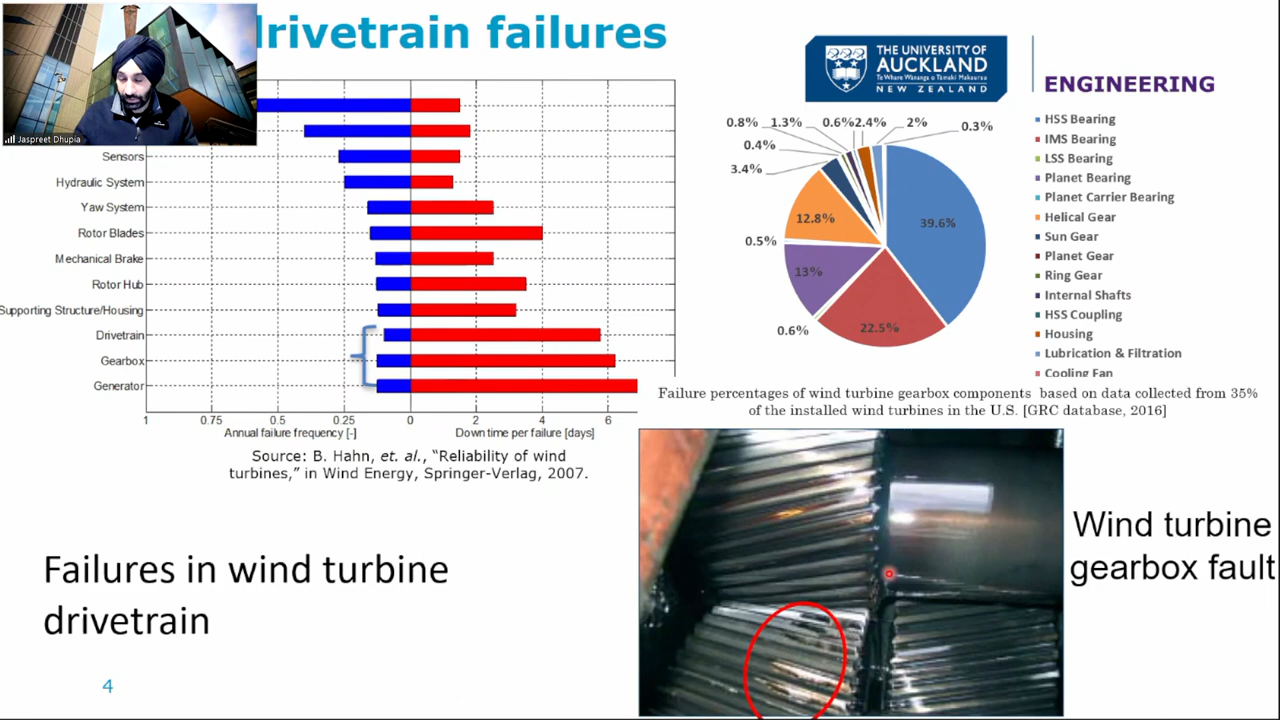 drivetrain failures
Jaspreet Dhupia
THE UNIVERSITY OF
AUCKLAND
Te Whare Wānanga o Tāmaki Makaurau
NEW ZEALAND
ENGINEERING
Sensors
Hydraulic System
Yaw System
Rotor Blades
Mechanical Brake
Rotor Hub
Supporting Structure/Housing
Drivetrain
Gearbox
Generator
1 0.75 0.5 0.25 0 2 4 6
Annual failure frequency [-] Down time per failure [days]
Source: B. Hahn, et. al., “Reliability of wind
turbines,” in Wind Energy, Springer-Verlag, 2007.
0.8% 1.3% 0.6% 2.4% 2% 0.3%
0.4%
3.4%
12.8%
39.6%
0.5%
13%
0.6%
22.5%
HSS Bearing
IMS Bearing
LSS Bearing
Planet Bearing
Planet Carrier Bearing
Helical Gear
Sun Gear
Planet Gear
Ring Gear
Internal Shafts
HSS Coupling
Housing
Lubrication & Filtration
Cooling Fan
Failure percentages of wind turbine gearbox components based on data collected from 35%
of the installed wind turbines in the U.S. [GRC database, 2016]
Wind turbine
gearbox fault
Failures in wind turbine
drivetrain
4